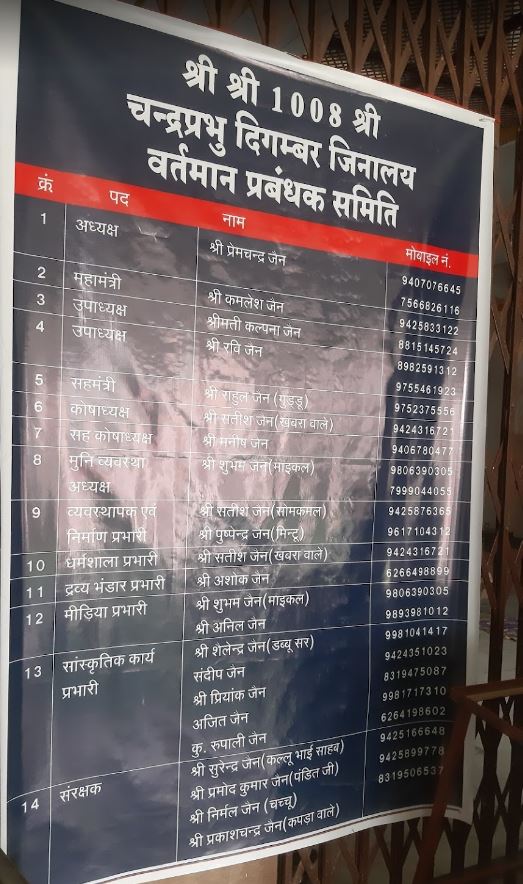 श्री श्री 1008 श्री
चन्द्रप्रभु दिगम्बर जिनालय
वर्तमान प्रबंधक समिति
क्रं पद नाम मोबाइल नं.
1 अध्यक्ष श्री प्रेमचन्द्र जैन 9407076645
2 महामंत्री श्री कमलेश जैन 7566826116
3 उपाध्यक्ष श्रीमती कल्पना जैन 9425833122
4 उपाध्यक्ष श्री रवि जैन 8815145724
8982591312
5 सहमंत्री श्री राहुल जैन (गुड्डू) 9755461923
6 कोषाध्यक्ष श्री सतीश जैन (खबरा वाले) 9752375556
7 सह कोषाध्यक्ष श्री मनीष जैन 9424316721
8 मुनि व्यवस्था श्री शुभम जैन(माइकल) 9406780477
अध्यक्ष 9806390305
7999044055
9 व्यवस्थापक एवं श्री सतीश जैन(सोमकमल) 9425876365
निर्माण प्रभारी श्री पुष्पेन्द्र जैन(मिन्टू) 9617104312
10 धर्मशाला प्रभारी श्री सतीश जैन(खबरा वाले) 9424316721
11 द्रव्य भंडार प्रभारी श्री अशोक जैन 6266498899
12 मीडिया प्रभारी श्री शुभम जैन(माइकल) 9806390305
श्री अनिल जैन 9893981012
13 सांस्कृतिक कार्य श्री शैलेन्द्र जैन(डब्बू सर) 9981041417
प्रभारी संदीप जैन 9424351023
श्री प्रियांक जैन 8319475087
अजित जैन 9981717310
कु. रुपाली जैन 6264198602
14 संरक्षक श्री सुरेन्द्र जैन(कल्लू भाई साहब) 9425166648
श्री प्रमोद कुमार जैन(पंडित जी) 9425899778
श्री निर्मल जैन (चच्चू) 8319506537
श्री प्रकाशचन्द्र जैन(कपड़ा वाले)